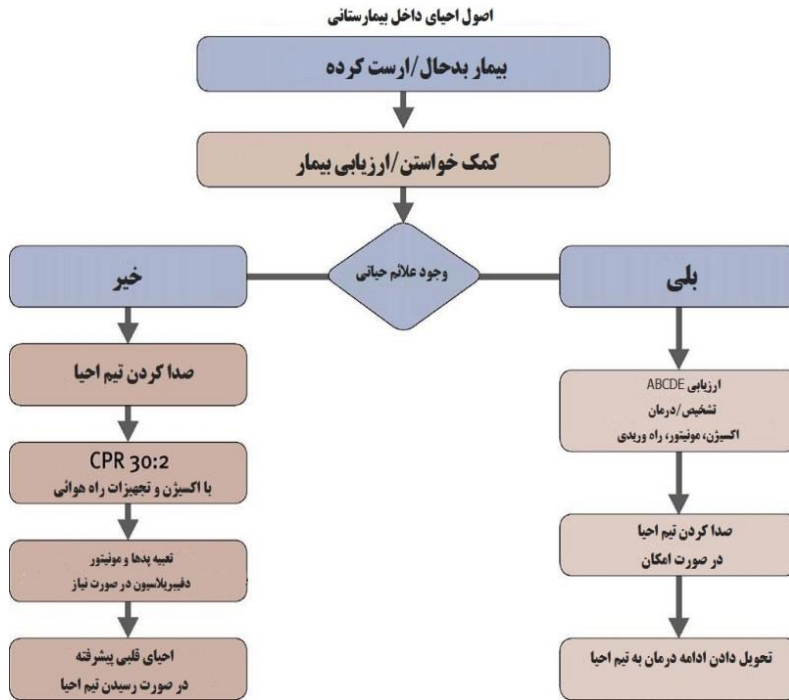 اصول احیای داخل بیمارستانی
بیمار بدحال/ارست کرده
کمک خواستن/ارزیابی بیمار
وجود علائم حیاتی
بلی
ارزیابی ABCDE
تشخیص/درمان
اکسیژن، مونیتور، راه وریدی
صدا کردن تیم احیا
در صورت امکان
تحویل دادن ادامه درمان به تیم احیا
خیر
صدا کردن تیم احیا
CPR 30:2
با اکسیژن و تجهیزات راه هوائی
تعبیه پدها و مونیتور
دفیبریلاسیون در صورت نیاز
احیای قلبی پیشرفته
در صورت رسیدن تیم احیا